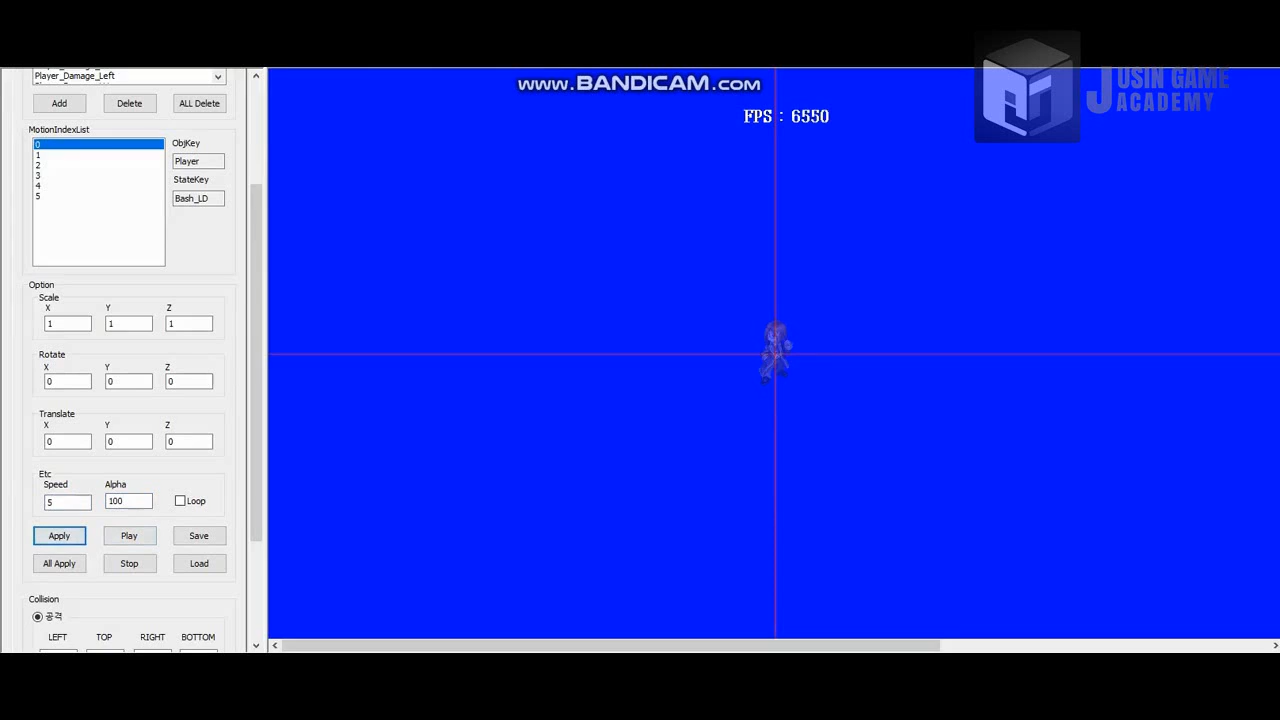 Player_Damage_Left
Add Delete ALL Delete
MotionIndexList
0
1
2
3
4
5
ObjKey
Player
StateKey
Bash_LD
Option
Scale
X Y Z
1 1 1
Rotate
X Y Z
0 0 0
Translate
X Y Z
0 0 0
Etc
Speed Alpha
5 100 Loop
Apply Play Save
All Apply Stop Load
Collision
공격
LEFT TOP RIGHT BOTTOM
www.BANDICAM.com
FPS : 6550
JUSIN GAME
ACADEMY